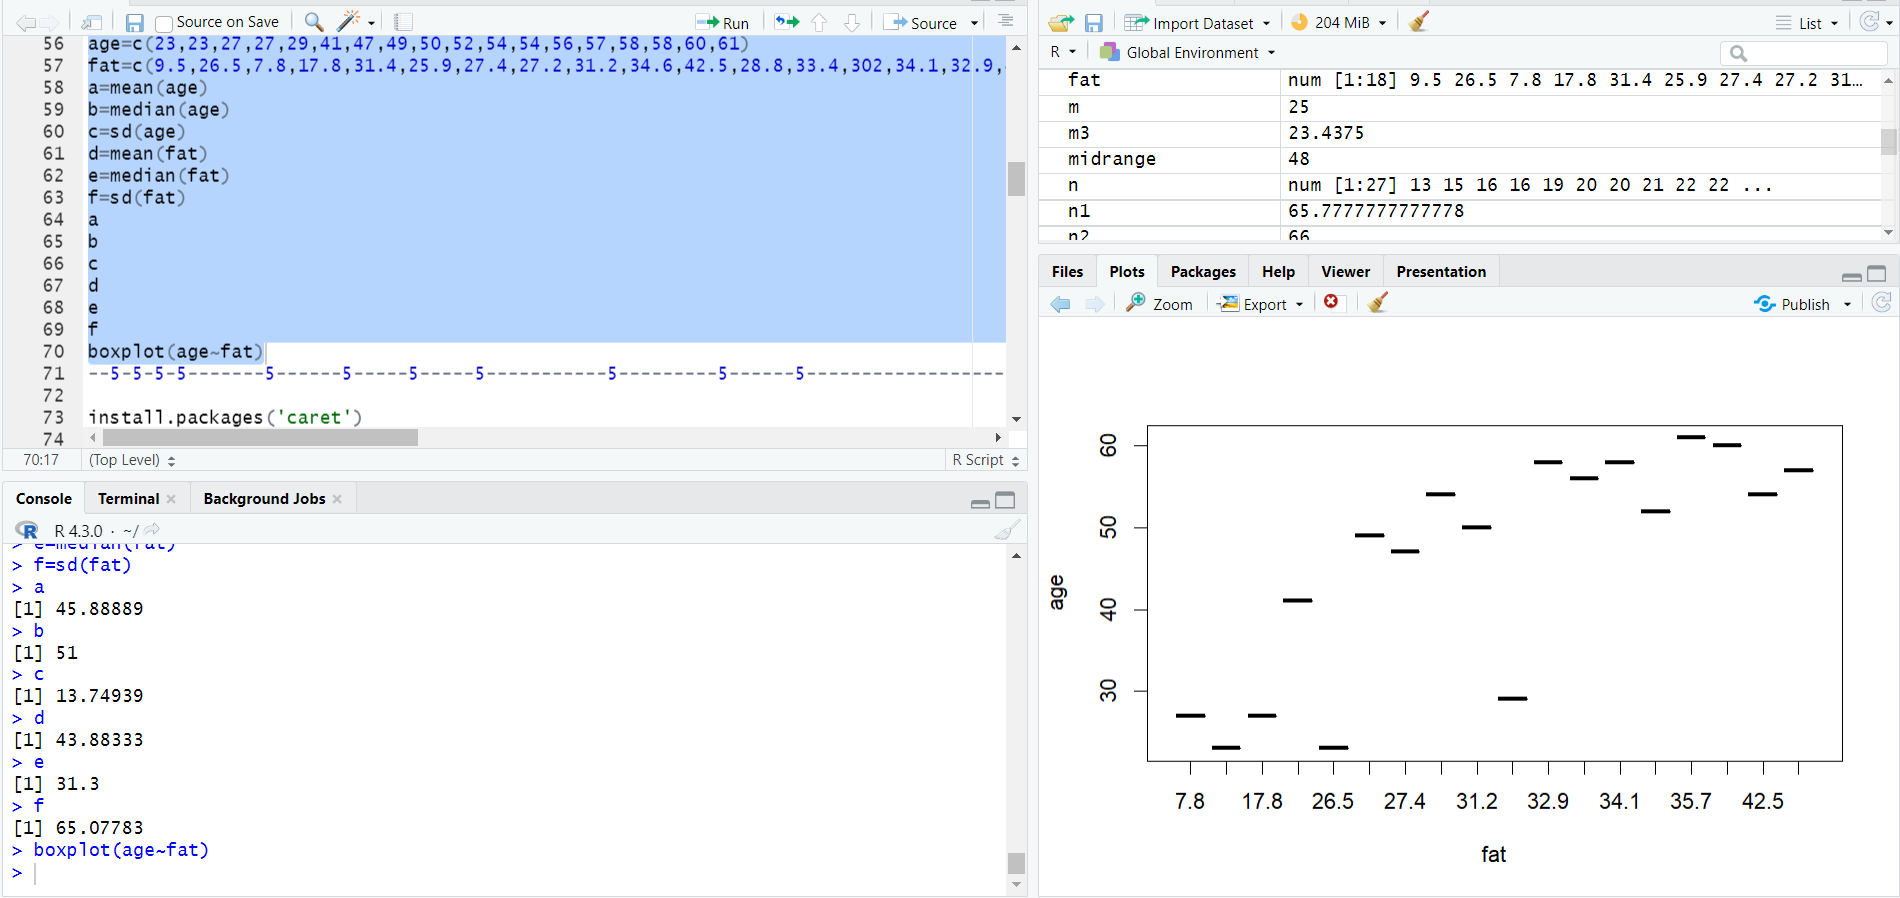 Source on Save
Run
Source
56 age=c(23,23,27,27,29,41,47,49,50,52,54,54,56,57,58,58,60,61)
57 fat=c(9.5,26.5,7.8,17.8,31.4,25.9,27.4,27.2,31.2,34.6,42.5,28.8,33.4,302,34.1,32.9,
58 a=mean(age)
59 b=median(age)
60 c=sd(age)
61 d=mean(fat)
62 e=median(fat)
63 f=sd(fat)
64 a
65 b
66 c
67 d
68 e
69 f
70 boxplot(age~fat)
71 --5-5-5-5--------5------5-----5-----5-----------5---------5------5------------------
72
73 install.packages('caret')
74
70:17 (Top Level) R Script
Console Terminal Background Jobs
R 4.3.0 · ~/
> e=median(fat)
> f=sd(fat)
> a
[1] 45.88889
> b
[1] 51
> c
[1] 13.74939
> d
[1] 43.88333
> e
[1] 31.3
> f
[1] 65.07783
> boxplot(age~fat)
>
Import Dataset 204 MiB List
R Global Environment
fat num [1:18] 9.5 26.5 7.8 17.8 31.4 25.9 27.4 27.2 31…
m 25
m3 23.4375
midrange 48
n num [1:27] 13 15 16 16 19 20 20 21 22 22 ...
n1 65.7777777777778
n2 66
Files Plots Packages Help Viewer Presentation
Zoom Export Publish
60
50
40
30
age
7.8 17.8 26.5 27.4 31.2 32.9 34.1 35.7 42.5
fat